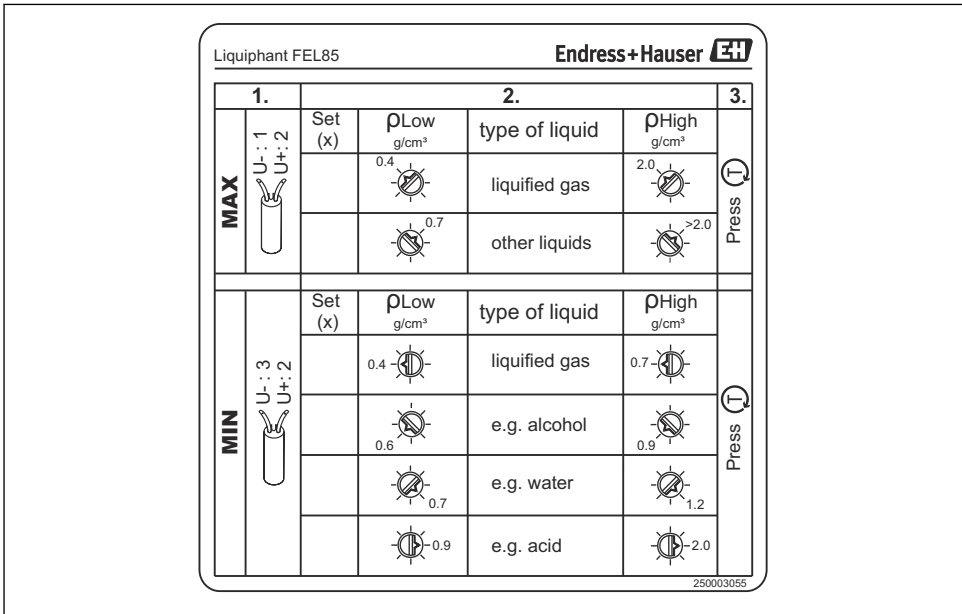 Liquiphant FEL85
Endress+Hauser EH
1. 2. 3.
MAX
U- : 1
U+: 2
Set (x) ρLow g/cm³ type of liquid ρHigh g/cm³
0.4 liquified gas 2.0
0.7 other liquids >2.0
Press T
MIN
U- : 3
U+: 2
Set (x) ρLow g/cm³ type of liquid ρHigh g/cm³
0.4 liquified gas 0.7
0.6 e.g. alcohol 0.9
0.7 e.g. water 1.2
0.9 e.g. acid 2.0
Press T
250003055